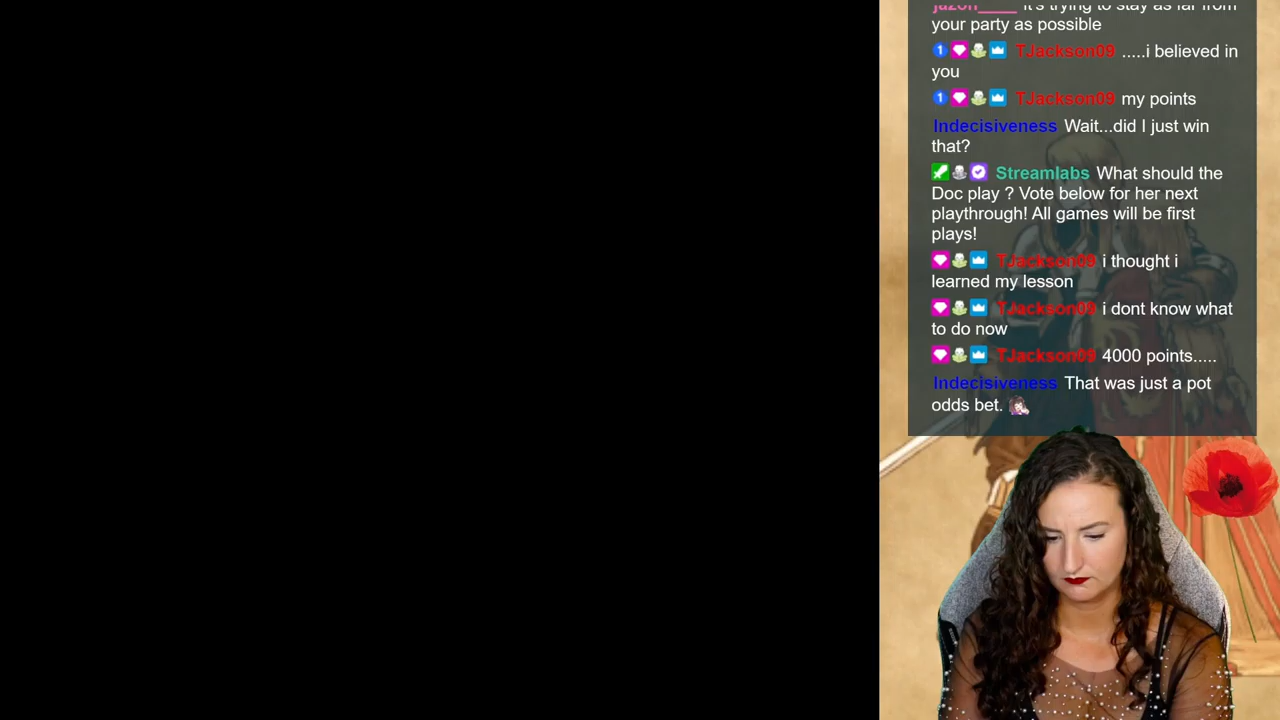 jazon____ it's trying to stay as far from
your party as possible
1 TJackson09 .....i believed in
you
1 TJackson09 my points
Indecisiveness Wait...did I just win
that?
Streamlabs What should the
Doc play ? Vote below for her next
playthrough! All games will be first
plays!
TJackson09 i thought i
learned my lesson
TJackson09 i dont know what
to do now
TJackson09 4000 points.....
Indecisiveness That was just a pot
odds bet.